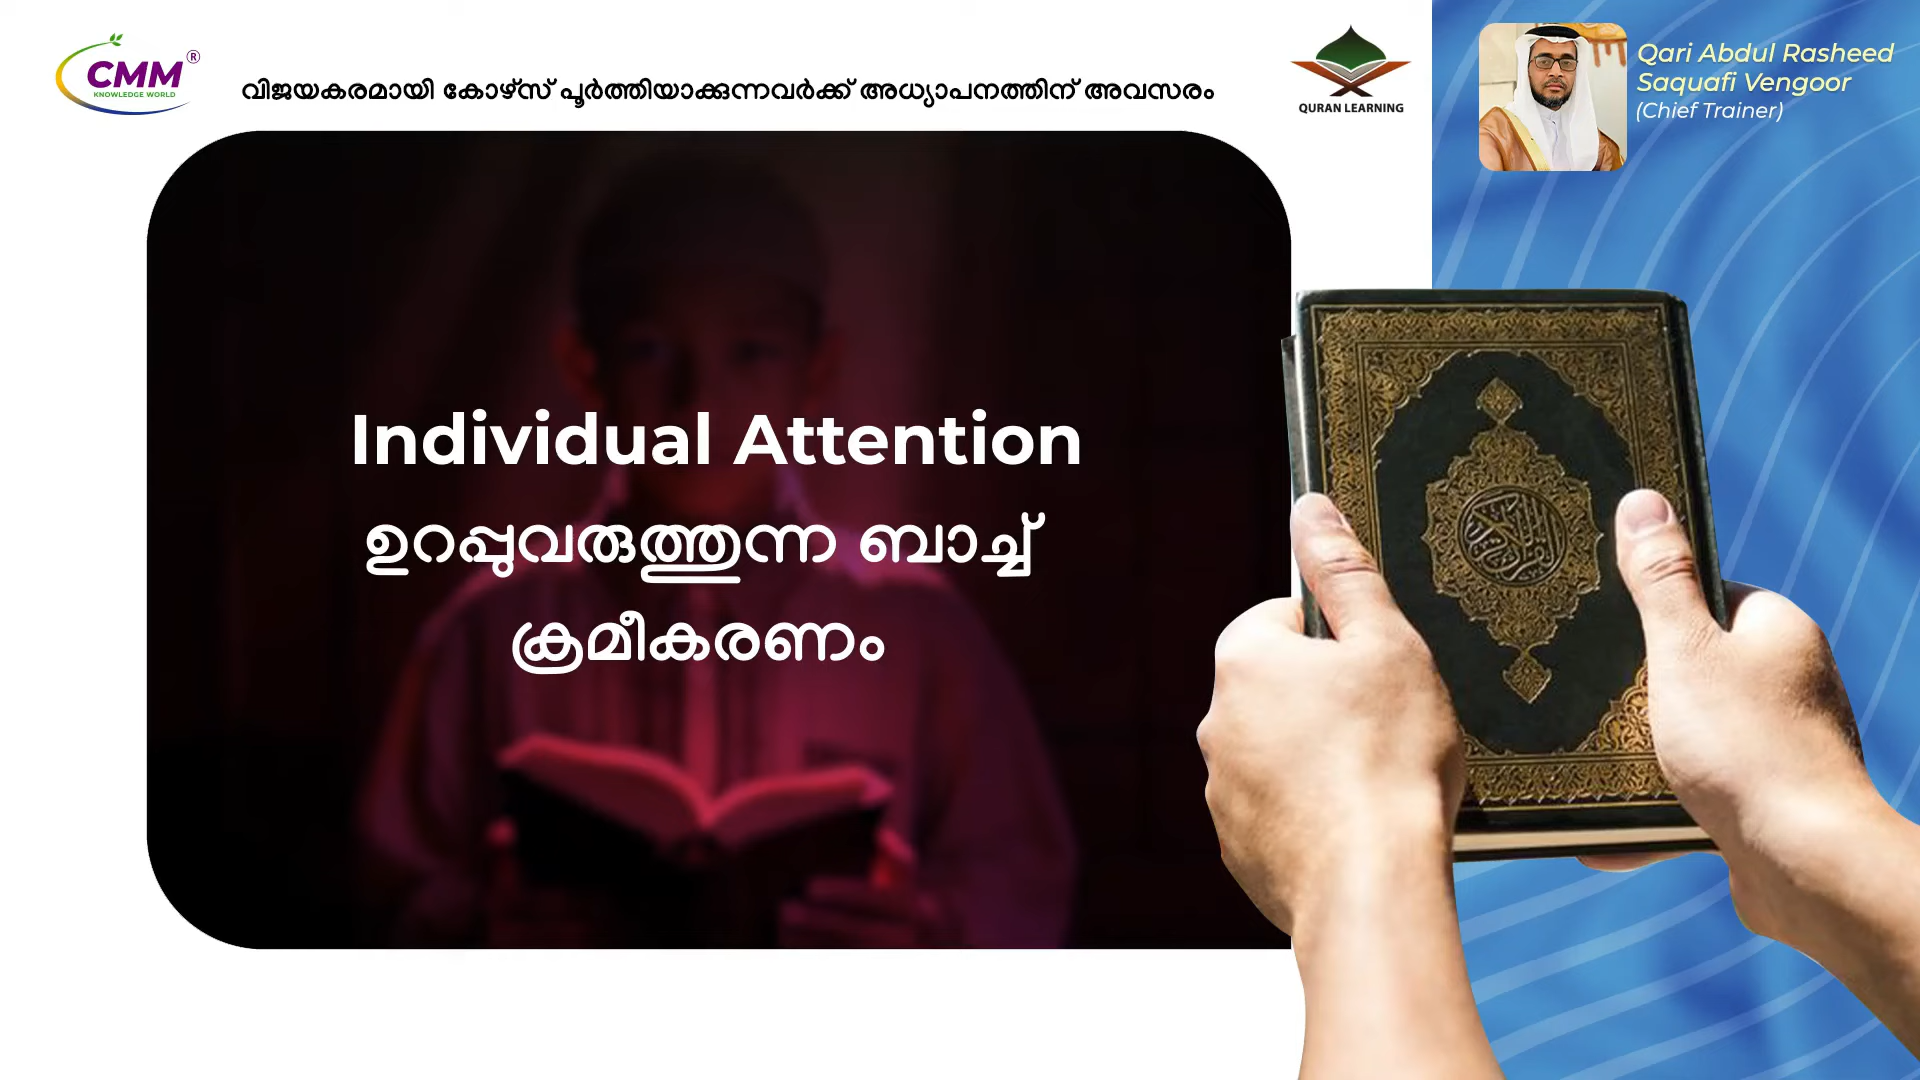 CMM®
KNOWLEDGE WORLD
വിജയകരമായി കോഴ്സ് പൂർത്തിയാക്കുന്നവർക്ക് അധ്യാപനത്തിന് അവസരം
QURAN LEARNING
Qari Abdul Rasheed
Saquafi Vengoor
(Chief Trainer)
Individual Attention
ഉറപ്പുവരുത്തുന്ന ബാച്ച്
ക്രമീകരണം